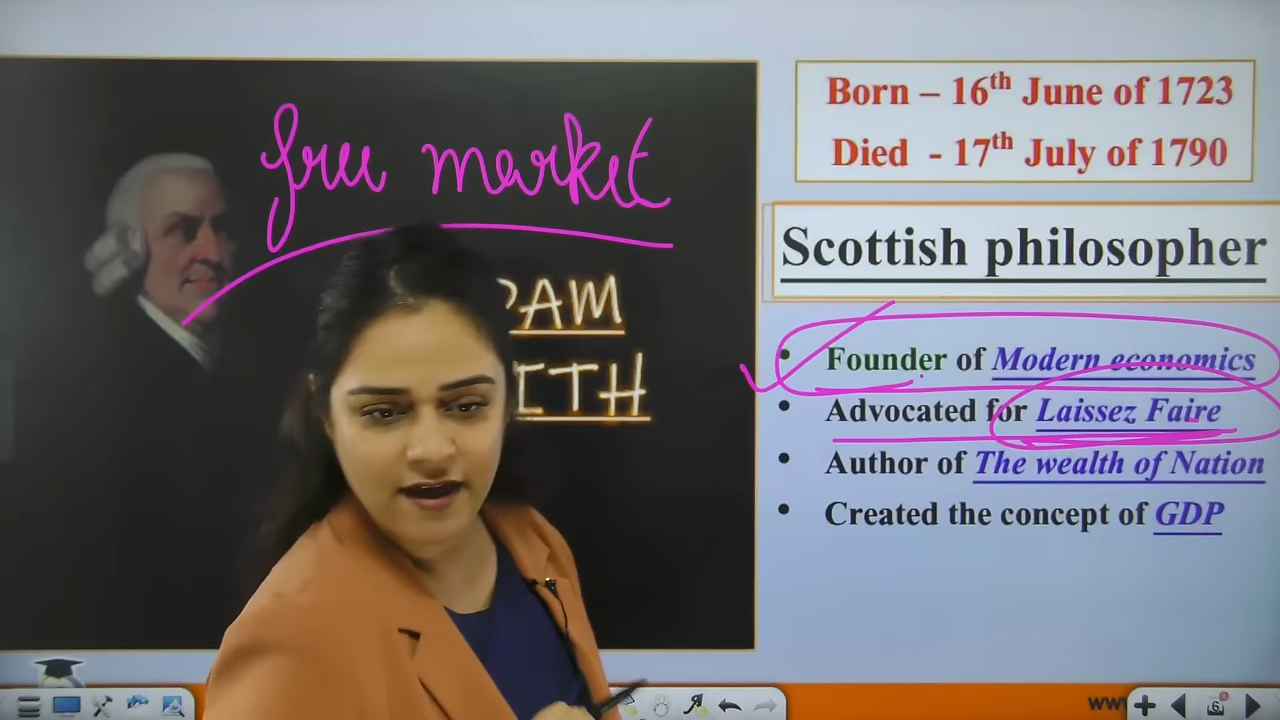 free market
Born – 16th June of 1723
Died - 17th July of 1790
Scottish philosopher
• Founder of Modern economics
• Advocated for Laissez Faire
• Author of The wealth of Nation
• Created the concept of GDP
6